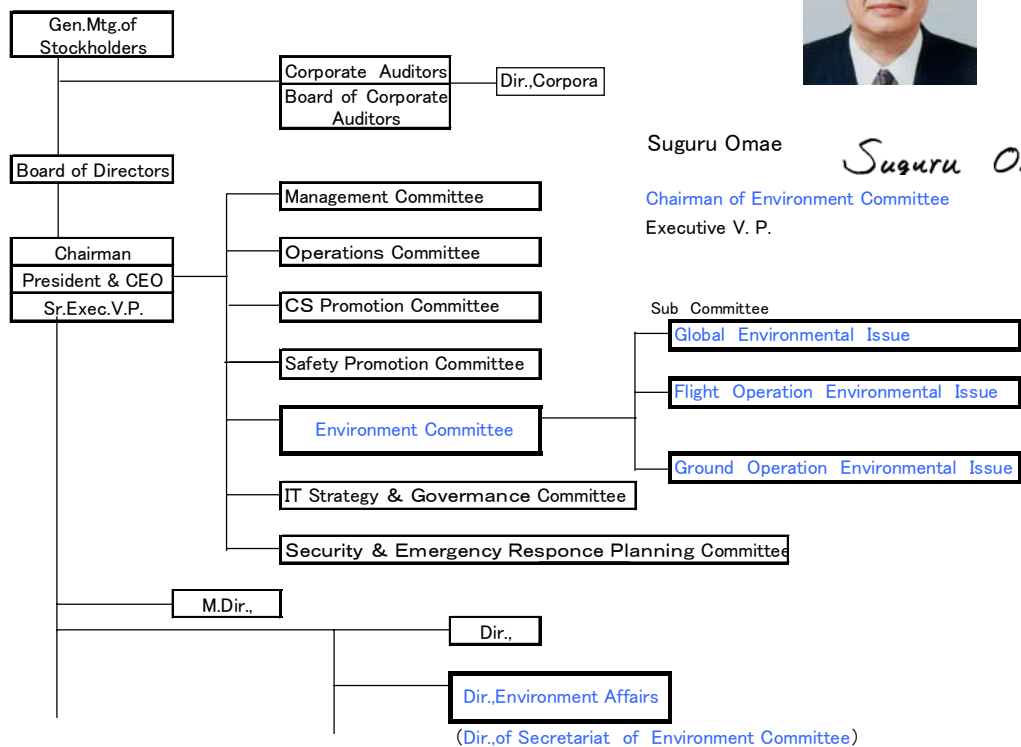 Gen.Mtg.of
Stockholders
Corporate Auditors
Board of Corporate
Auditors
Dir.,Corpora
Suguru Omae
Suguru O
Board of Directors
Chairman of Environment Committee
Executive V. P.
Management Committee
Chairman
President & CEO
Sr.Exec.V.P.
Operations Committee
CS Promotion Committee
Safety Promotion Committee
Environment Committee
IT Strategy & Governance Committee
Security & Emergency Responce Planning Committee
Sub Committee
Global Environmental Issue
Flight Operation Environmental Issue
Ground Operation Environmental Issue
M.Dir.,
Dir.,
Dir.,Environment Affairs
(Dir.,of Secretariat of Environment Committee)